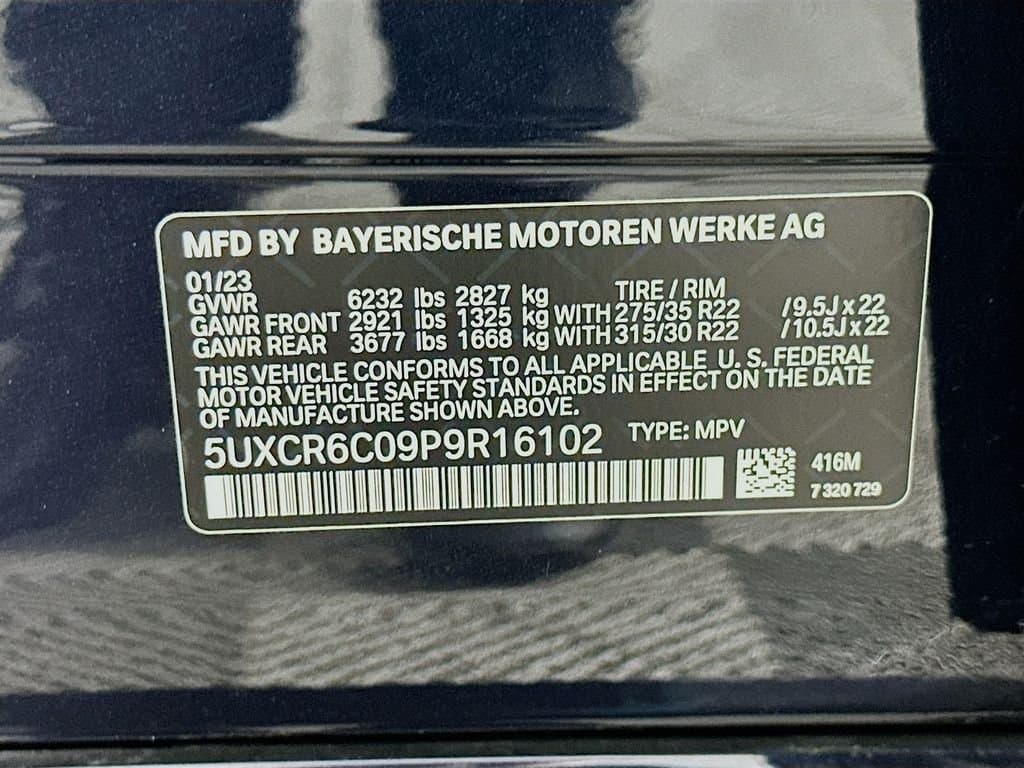 MFD BY BAYERISCHE MOTOREN WERKE AG
01/23 TIRE / RIM
GVWR 6232 lbs 2827 kg
GAWR FRONT 2921 lbs 1325 kg WITH 275/35 R22 /9.5J x 22
GAWR REAR 3677 lbs 1668 kg WITH 315/30 R22 /10.5J x 22
THIS VEHICLE CONFORMS TO ALL APPLICABLE U. S. FEDERAL
MOTOR VEHICLE SAFETY STANDARDS IN EFFECT ON THE DATE
OF MANUFACTURE SHOWN ABOVE.
5UXCR6C09P9R16102 TYPE: MPV
416M
7 320 729